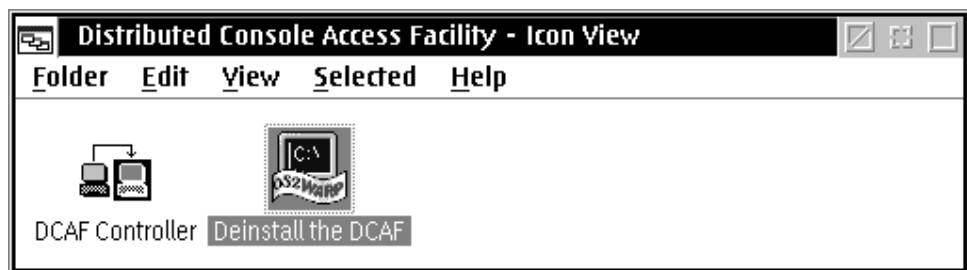 Distributed Console Access Facility - Icon View
Folder Edit View Selected Help
C:\
OS2WARP
DCAF Controller Deinstall the DCAF